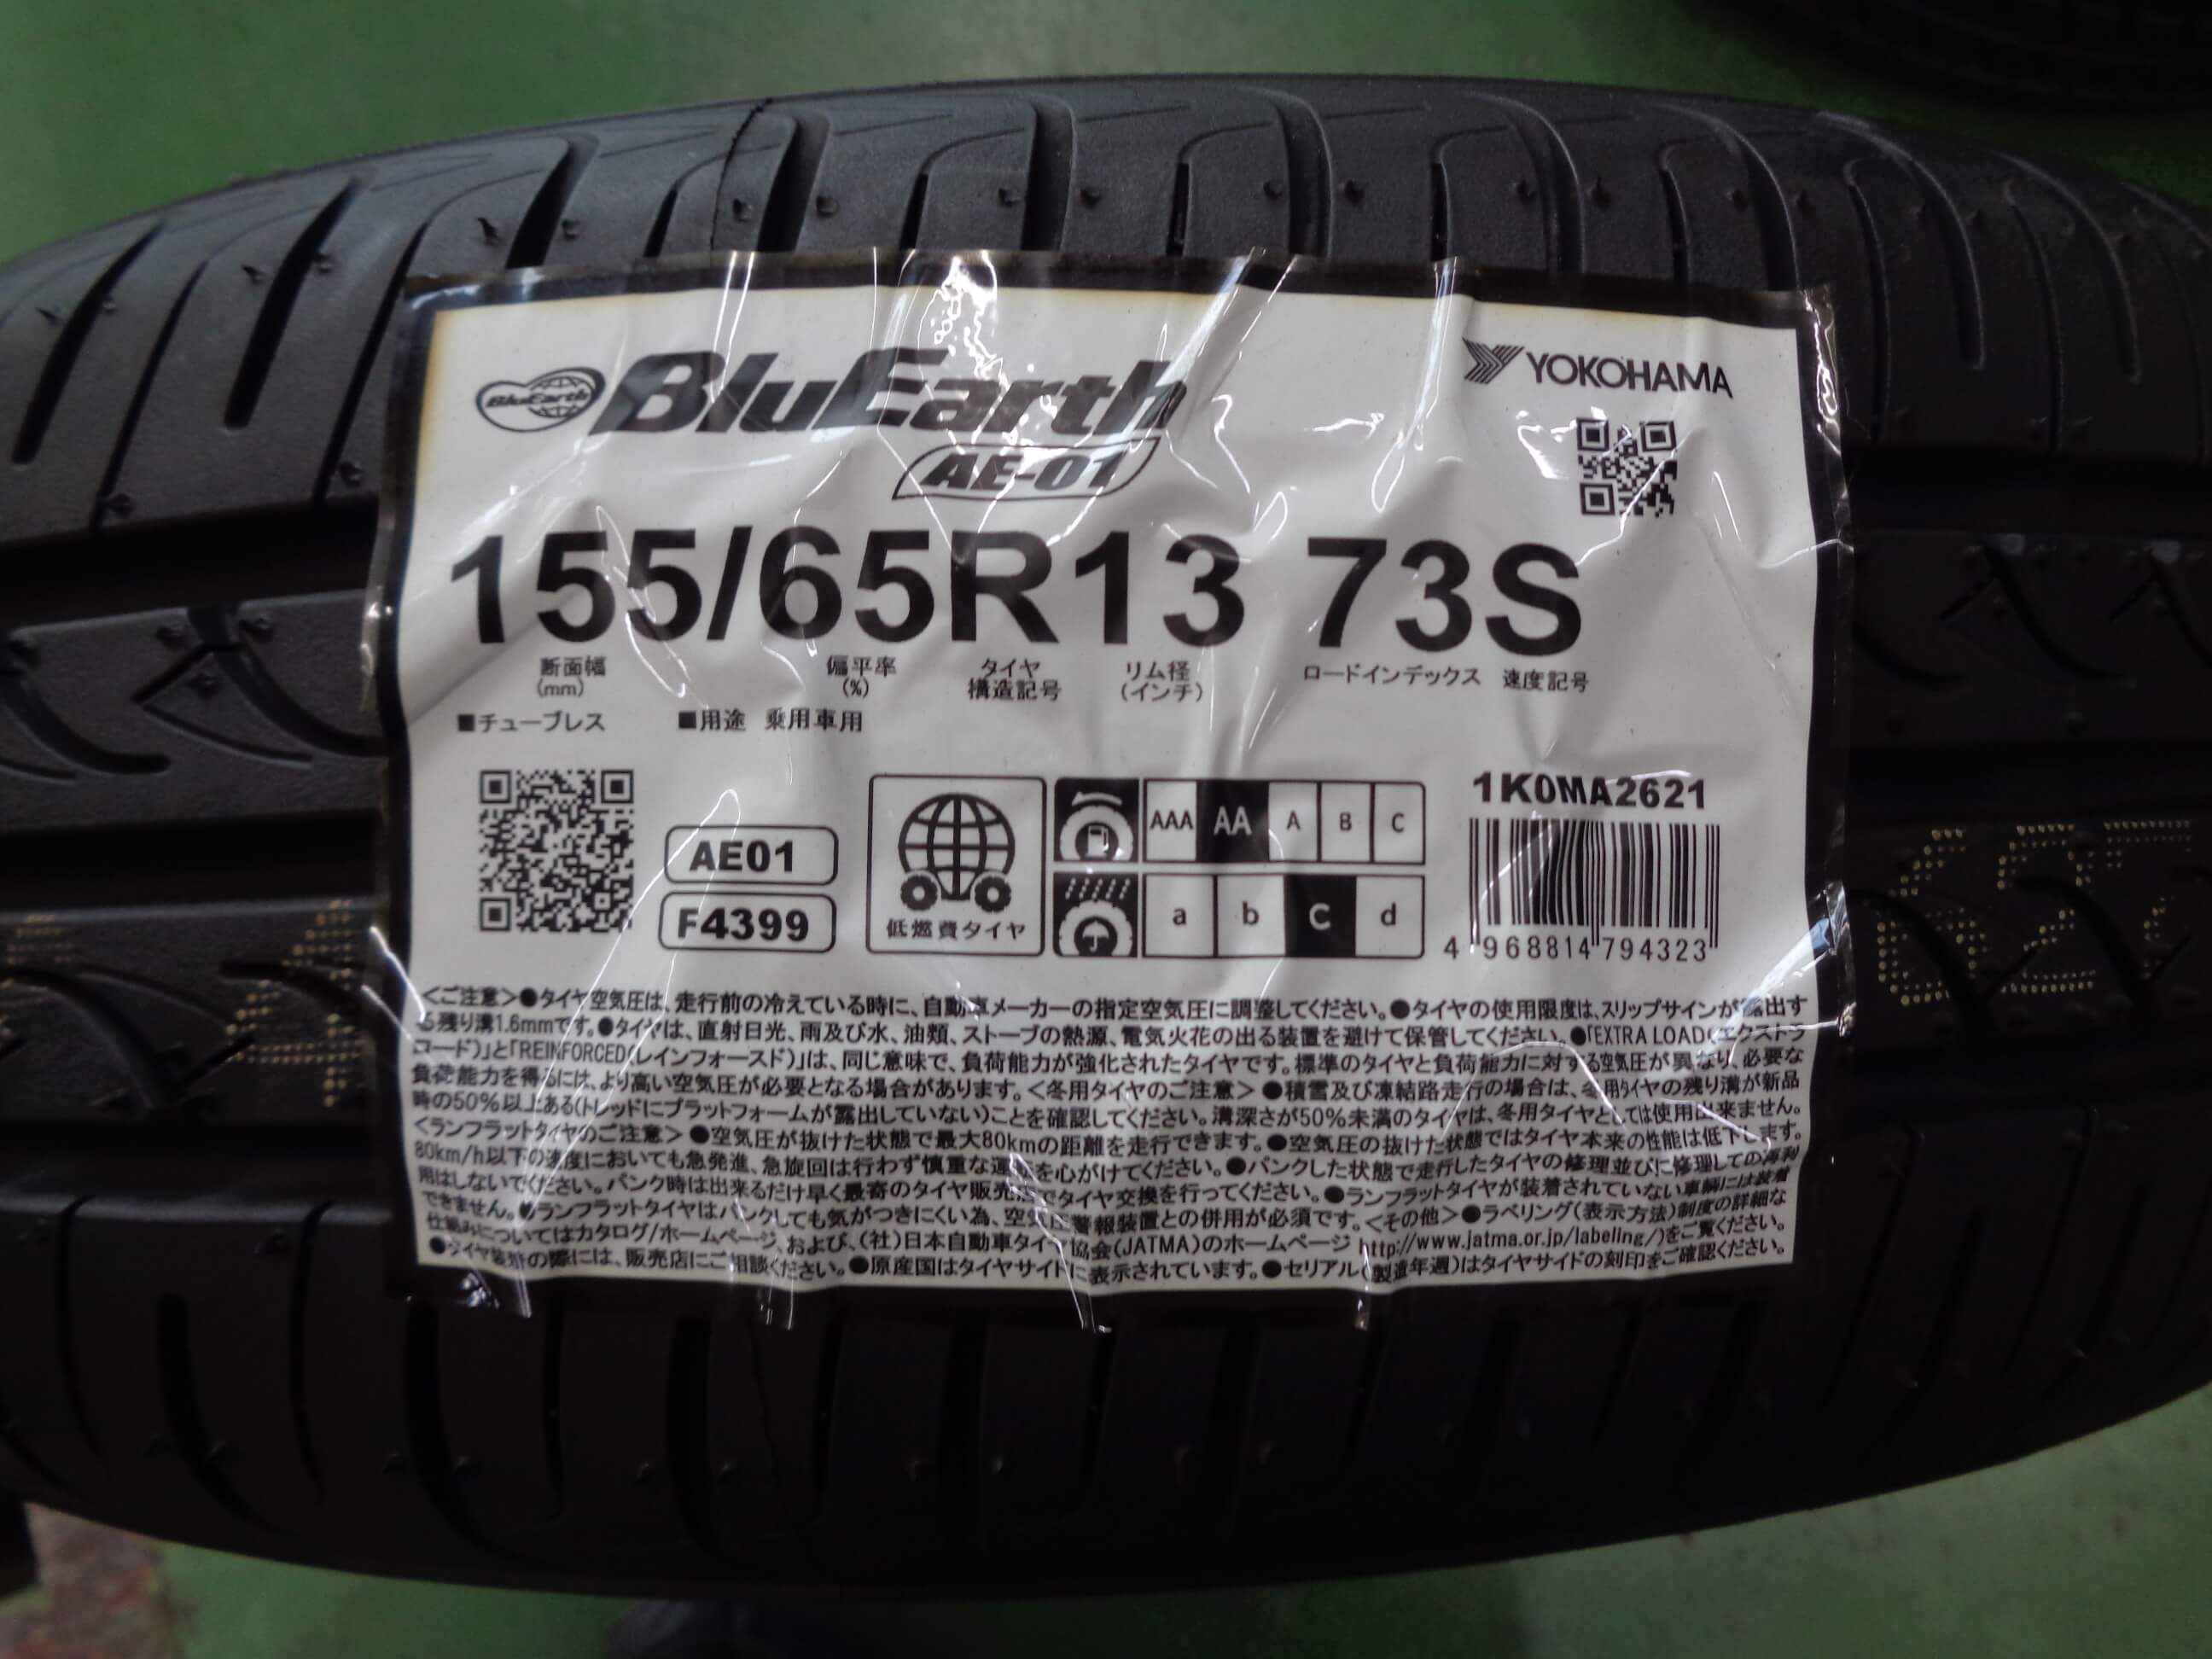 BluEarth BluEarth
YOKOHAMA
AE-01
155/65R13 73S
断面幅 偏平率 タイヤ リム径 ロードインデックス 速度記号
(mm) (%) 構造記号 (インチ)
■チューブレス ■用途 乗用車用
1K0MA2621
AE01
F4399
低燃費タイヤ
AAA AA A B C
a b c d
4 968814 794323
<ご注意>●タイヤ空気圧は、走行前の冷えている時に、自動車メーカーの指定空気圧に調整してください。●タイヤの使用限度は、スリップサインが露出す
る残り溝1.6mmです。●タイヤは、直射日光、雨及び水、油類、ストーブの熱源、電気火花の出る装置を避けて保管してください。●「EXTRA LOAD(エクストラ
ロード)」と「REINFORCED(レインフォースド)」は、同じ意味で、負荷能力が強化されたタイヤです。標準のタイヤと負荷能力に対する空気圧が異なり、必要な
負荷能力を得るには、より高い空気圧が必要となる場合があります。<冬用タイヤのご注意>●積雪及び凍結路走行の場合は、冬用タイヤの残り溝が新品
時の50%以上ある(トレッドにプラットフォームが露出していない)ことを確認してください。溝深さが50%未満のタイヤは、冬用タイヤとしては使用出来ません。
<ランフラットタイヤのご注意>●空気圧が抜けた状態で最大80kmの距離を走行できます。●空気圧の抜けた状態ではタイヤ本来の性能は低下します。
80km/h以下の速度においても急発進、急旋回は行わず慎重な運転を心がけてください。●パンクした状態で走行したタイヤの修理並びに修理しての再利
用はしないでください。パンク時は出来るだけ早く最寄のタイヤ販売店でタイヤ交換を行ってください。●ランフラットタイヤが装着されていない車輌には装着
できません。●ランフラットタイヤはパンクしても気がつきにくい為、空気圧警報装置との併用が必須です。<その他>●ラベリング(表示方法)制度の詳細な
仕組みについてはカタログ/ホームページ、および、(社)日本自動車タイヤ協会(JATMA)のホームページ http://www.jatma.or.jp/labeling/)をご覧ください。
●タイヤ装着の際には、販売店にご相談ください。●原産国はタイヤサイドに表示されています。●セリアル(製造年週)はタイヤサイドの刻印をご確認ください。